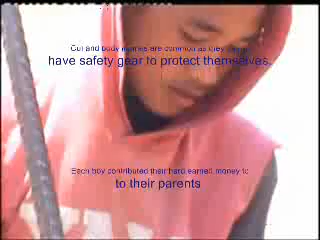 Cut and body injuries are common as they don't
have safety gear to protect themselves.
Each boy contributed their hard earned money to
to their parents